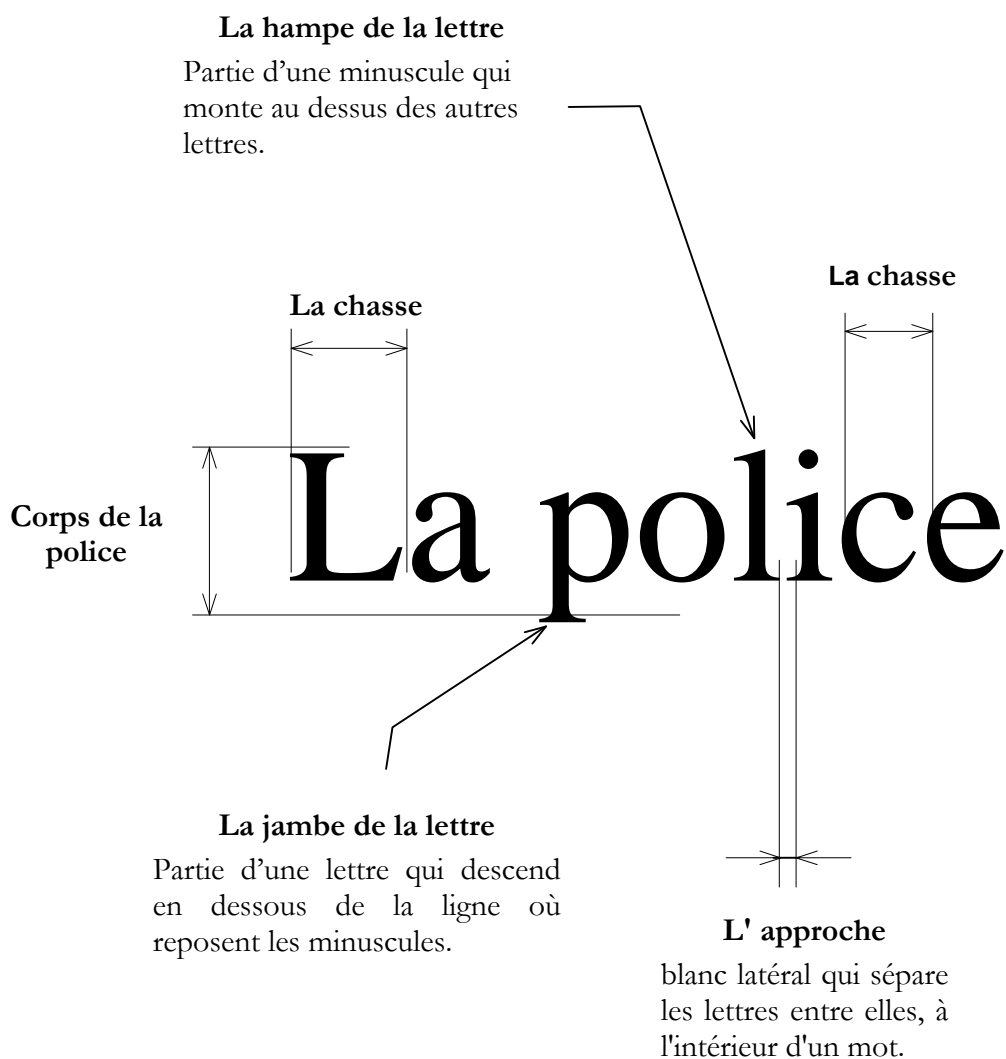 La hampe de la lettre
Partie d’une minuscule qui
monte au dessus des autres
lettres.
La chasse
La chasse
Corps de la
police
La police
La jambe de la lettre
Partie d’une lettre qui descend
en dessous de la ligne où
reposent les minuscules.
L' approche
blanc latéral qui sépare
les lettres entre elles, à
l'intérieur d'un mot.